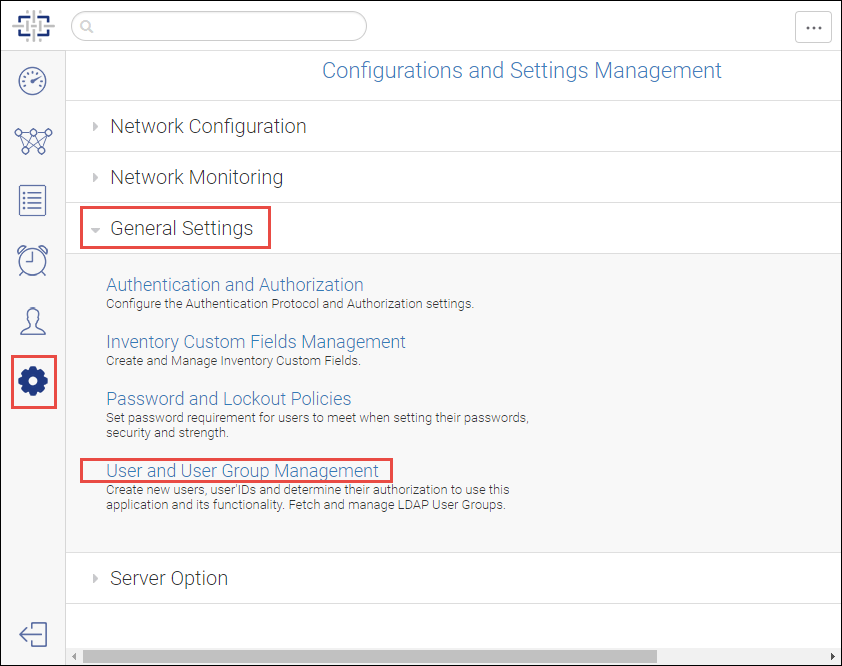 Configurations and Settings Management
Network Configuration
Network Monitoring
General Settings
Authentication and Authorization
Configure the Authentication Protocol and Authorization settings.
Inventory Custom Fields Management
Create and Manage Inventory Custom Fields.
Password and Lockout Policies
Set password requirement for users to meet when setting their passwords,
security and strength.
User and User Group Management
Create new users, user'IDs and determine their authorization to use this
application and its functionality. Fetch and manage LDAP User Groups.
Server Option